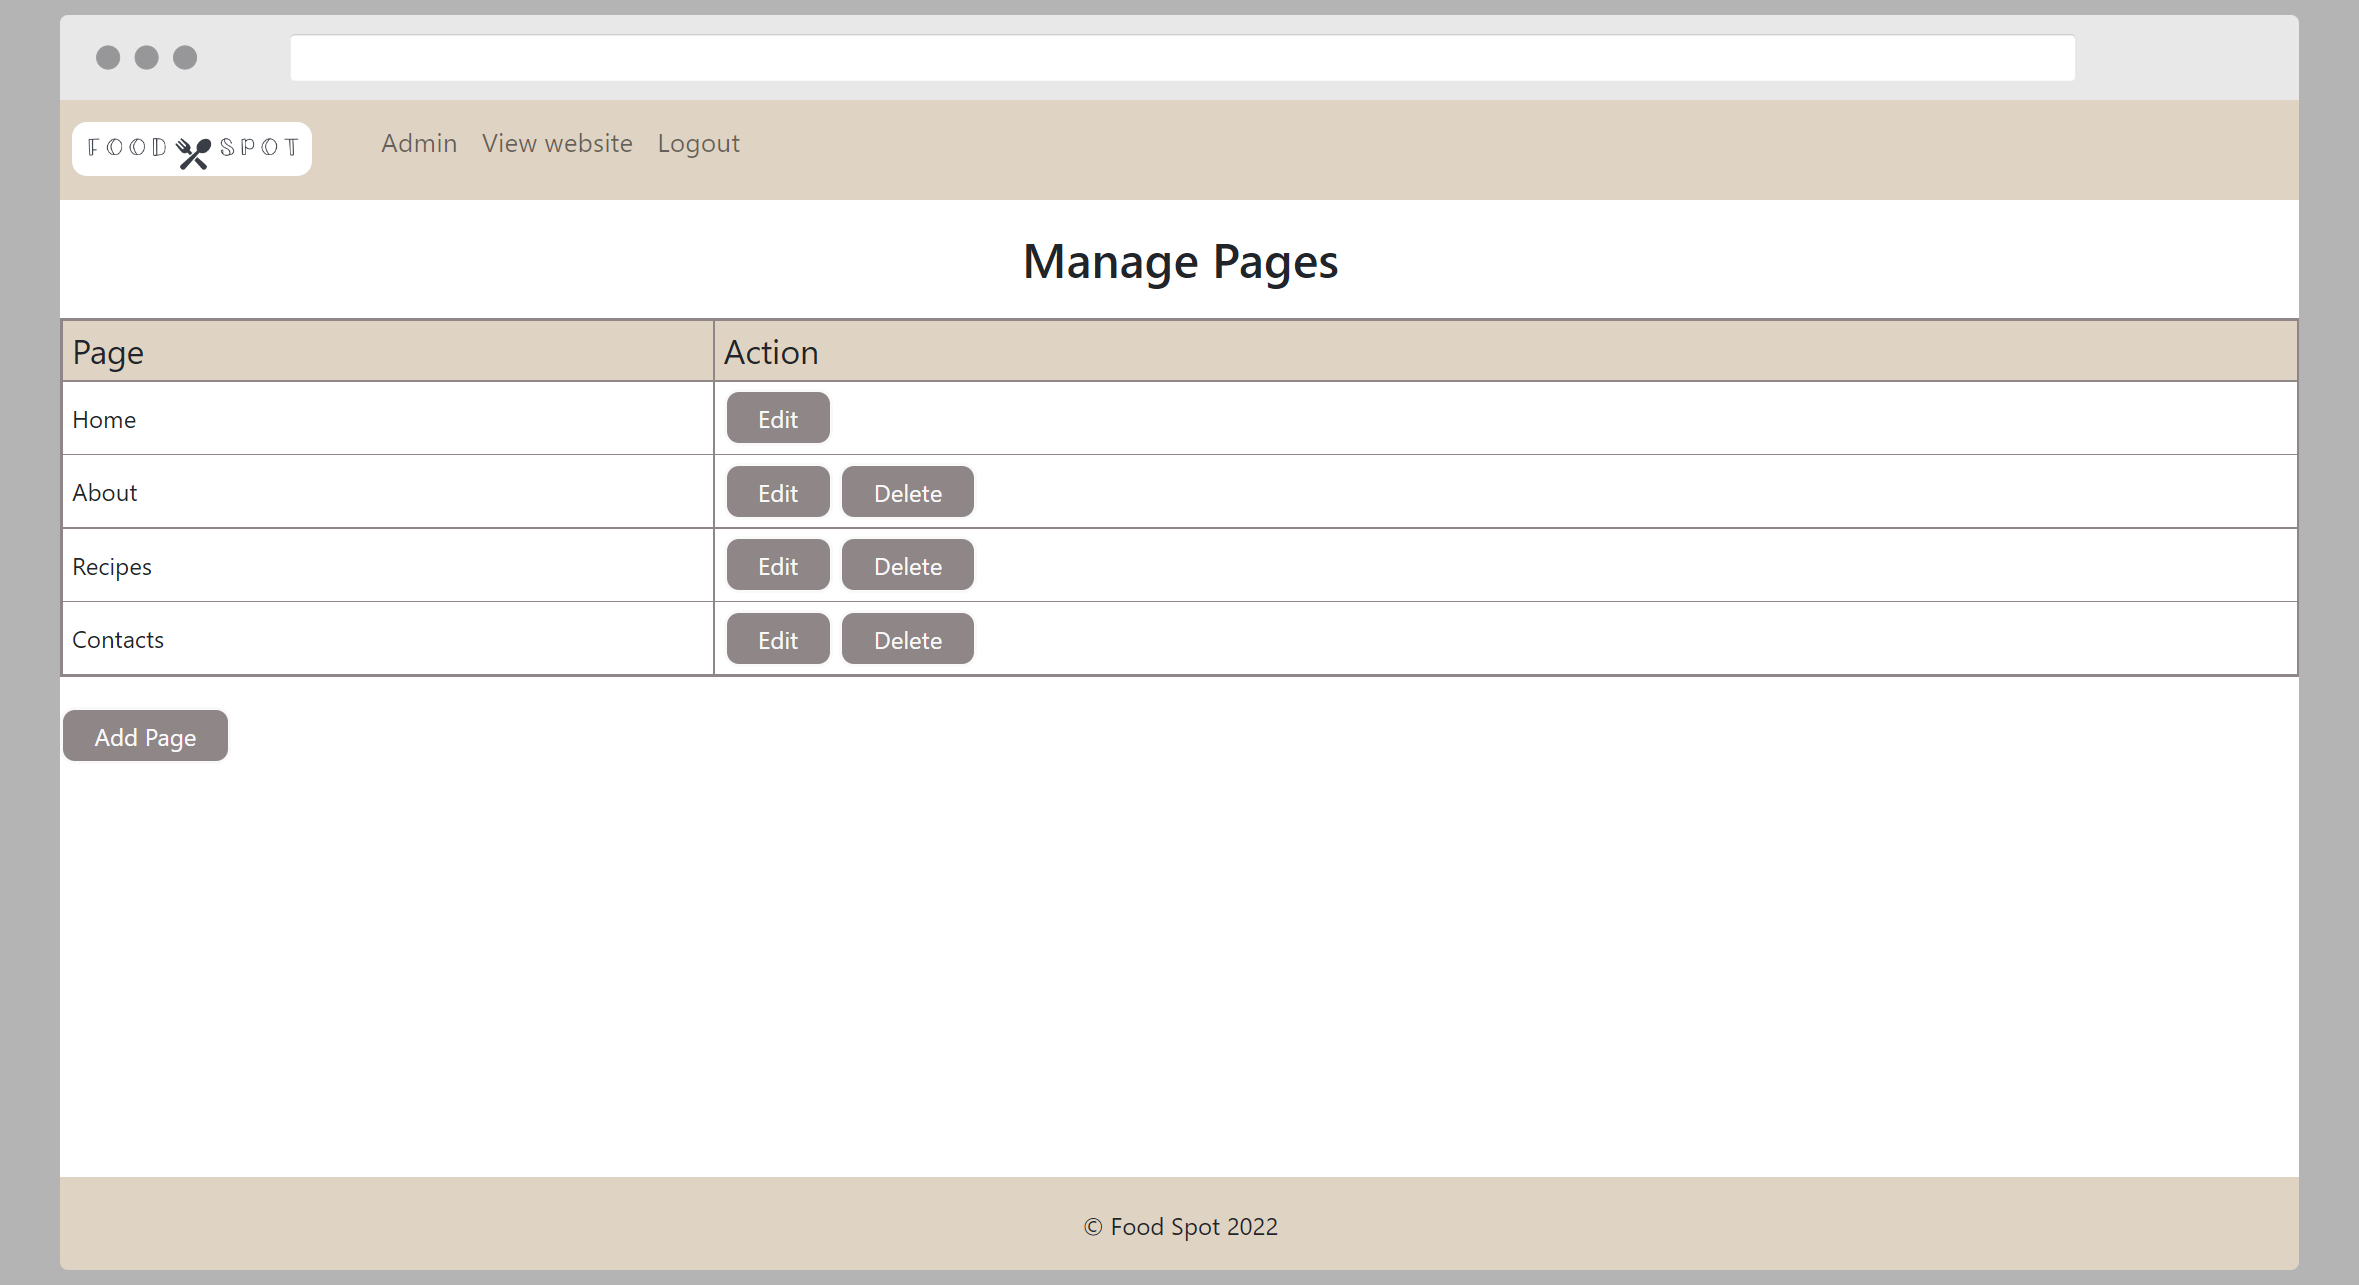 FOOD SPOT
Admin View website Logout
Manage Pages
Page Action
Home Edit
About Edit Delete
Recipes Edit Delete
Contacts Edit Delete
Add Page
© Food Spot 2022